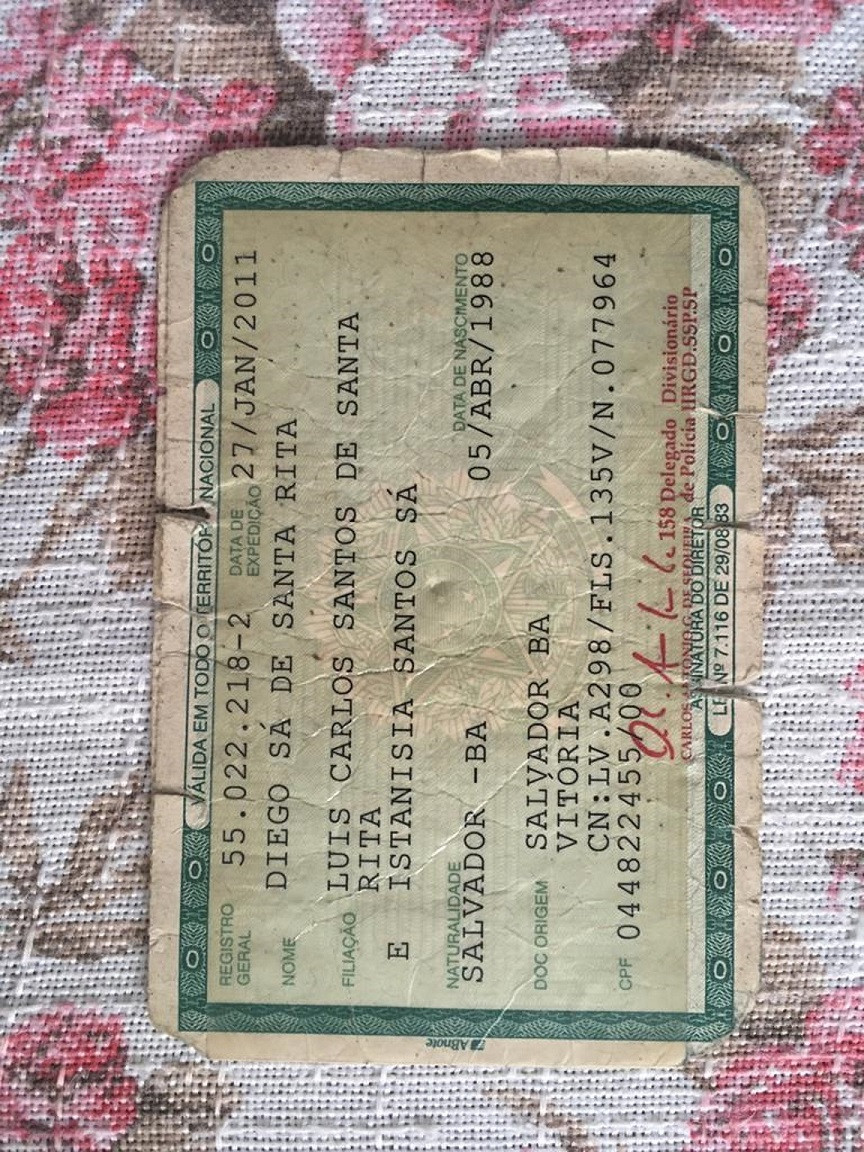 VÁLIDA EM TODO O TERRITÓRIO NACIONAL
REGISTRO GERAL 55.022.218-2 DATA DE EXPEDIÇÃO 27/JAN/2011
NOME DIEGO SÁ DE SANTA RITA
FILIAÇÃO LUIS CARLOS SANTOS DE SANTA
RITA
E ISTANISIA SANTOS SÁ
NATURALIDADE SALVADOR -BA DATA DE NASCIMENTO 05/ABR/1988
DOC ORIGEM SALVADOR BA
VITORIA
CN:LV.A298/FLS.135V/N.077964
CPF 044822455/00
158 Delegado Divisionário
CARLOS ANTONIO G. DE SEQUEIRA de Polícia IIRGD.SSP.SP
ASSINATURA DO DIRETOR
LEI Nº 7.116 DE 29/08/83
ABnote